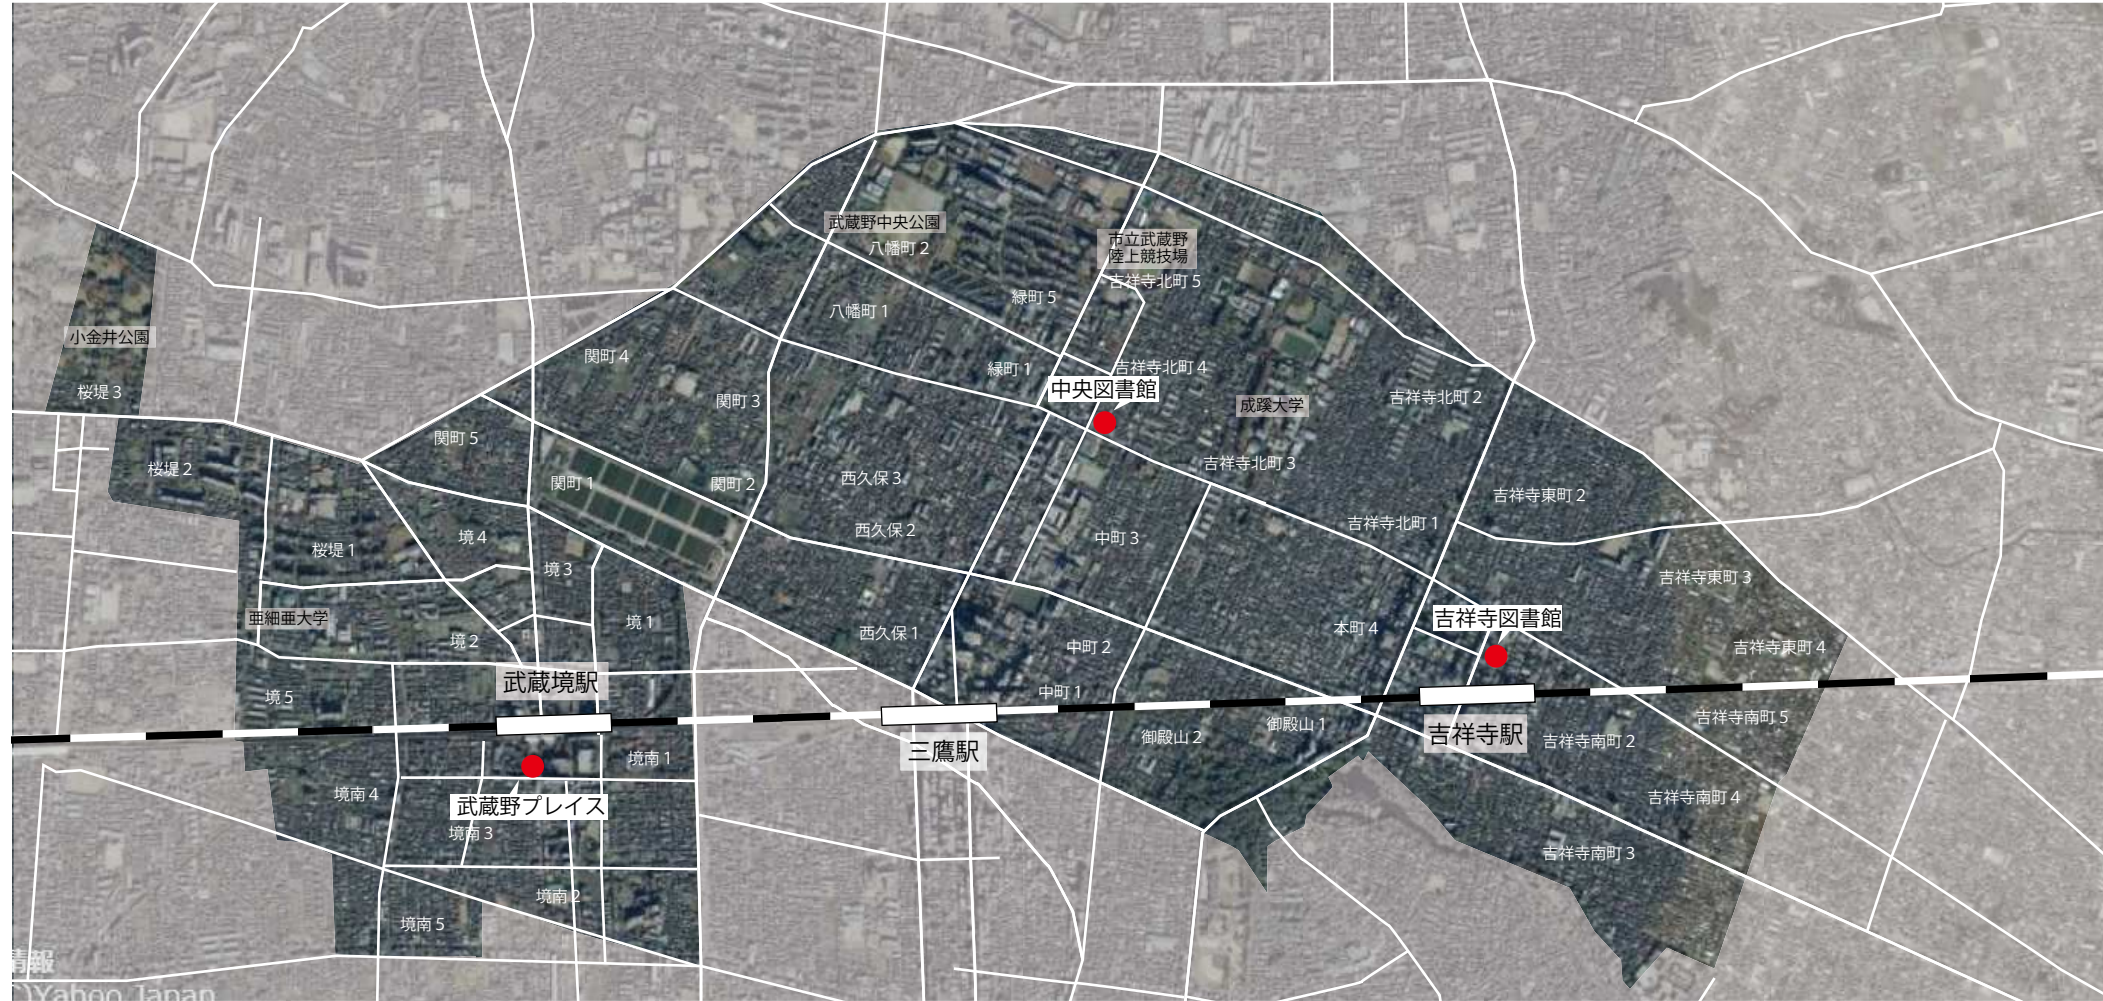 武蔵野中央公園
八幡町 2
市立武蔵野
陸上競技場
吉祥寺北町 5
緑町 5
八幡町 1
小金井公園
関町 4
緑町 1
吉祥寺北町 4
桜堤 3
中央図書館
関町 3
成蹊大学
吉祥寺北町 2
関町 5
桜堤 2
吉祥寺北町 3
関町 1
関町 2
西久保 3
吉祥寺東町 2
西久保 2
吉祥寺北町 1
境 4
中町 3
桜堤 1
境 3
吉祥寺東町 3
亜細亜大学
境 1
吉祥寺図書館
西久保 1
本町 4
境 2
中町 2
吉祥寺東町 4
武蔵境駅
境 5
中町 1
吉祥寺南町 5
御殿山 1
御殿山 2
吉祥寺駅
吉祥寺南町 2
三鷹駅
境南 1
境南 4
武蔵野プレイス
吉祥寺南町 4
境南 3
吉祥寺南町 3
境南 2
境南 5
情報
C)Yahoo Japan